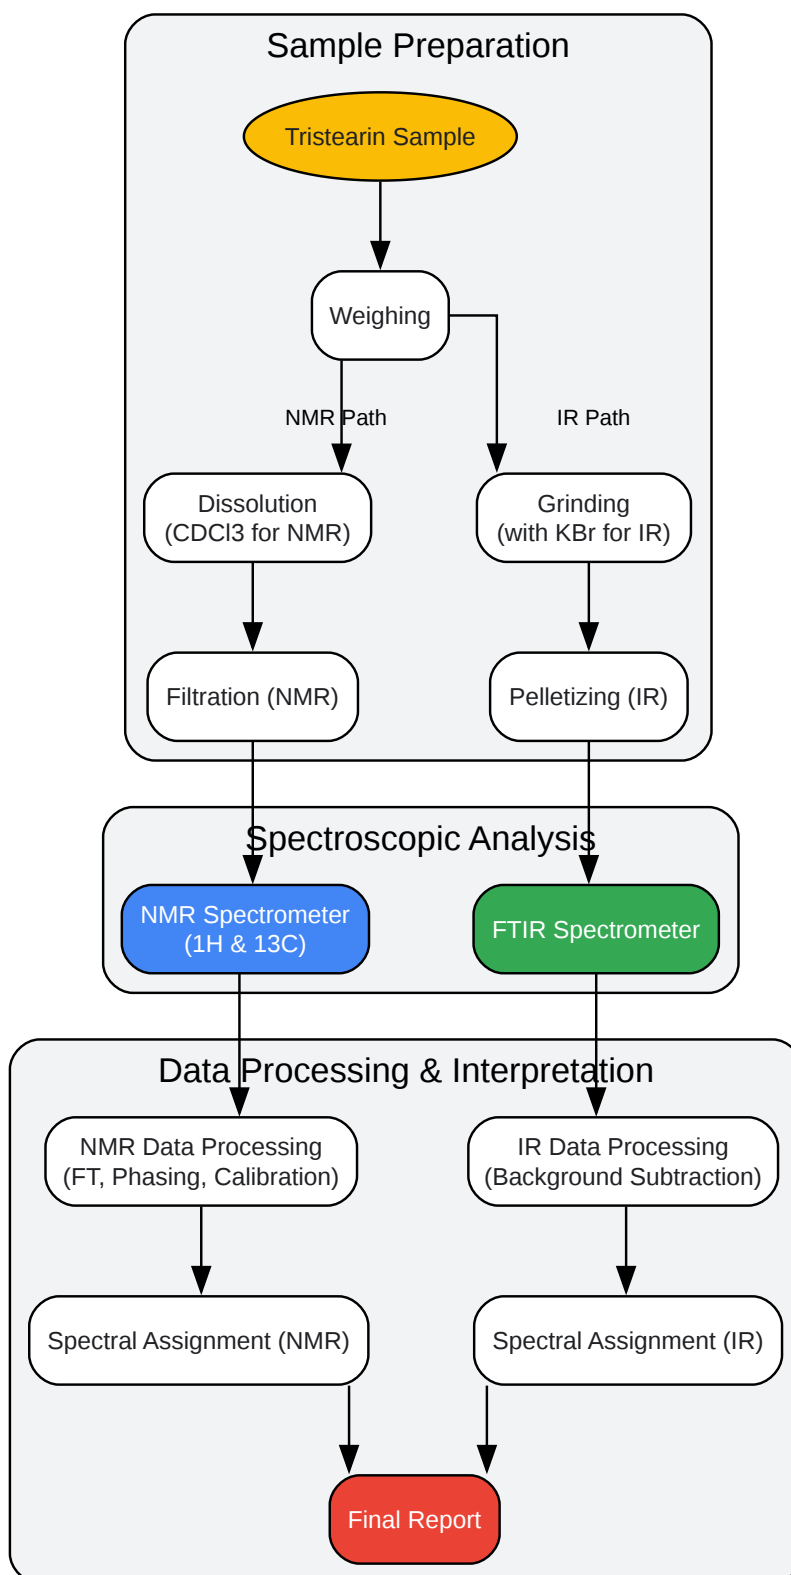 Sample Preparation
Tristearin Sample
Weighing
NMR Path
IR Path
Dissolution
(CDCl3 for NMR)
Grinding
(with KBr for IR)
Filtration (NMR)
Pelletizing (IR)
Spectroscopic Analysis
NMR Spectrometer
(1H & 13C)
FTIR Spectrometer
Data Processing & Interpretation
NMR Data Processing
(FT, Phasing, Calibration)
IR Data Processing
(Background Subtraction)
Spectral Assignment (NMR)
Spectral Assignment (IR)
Final Report